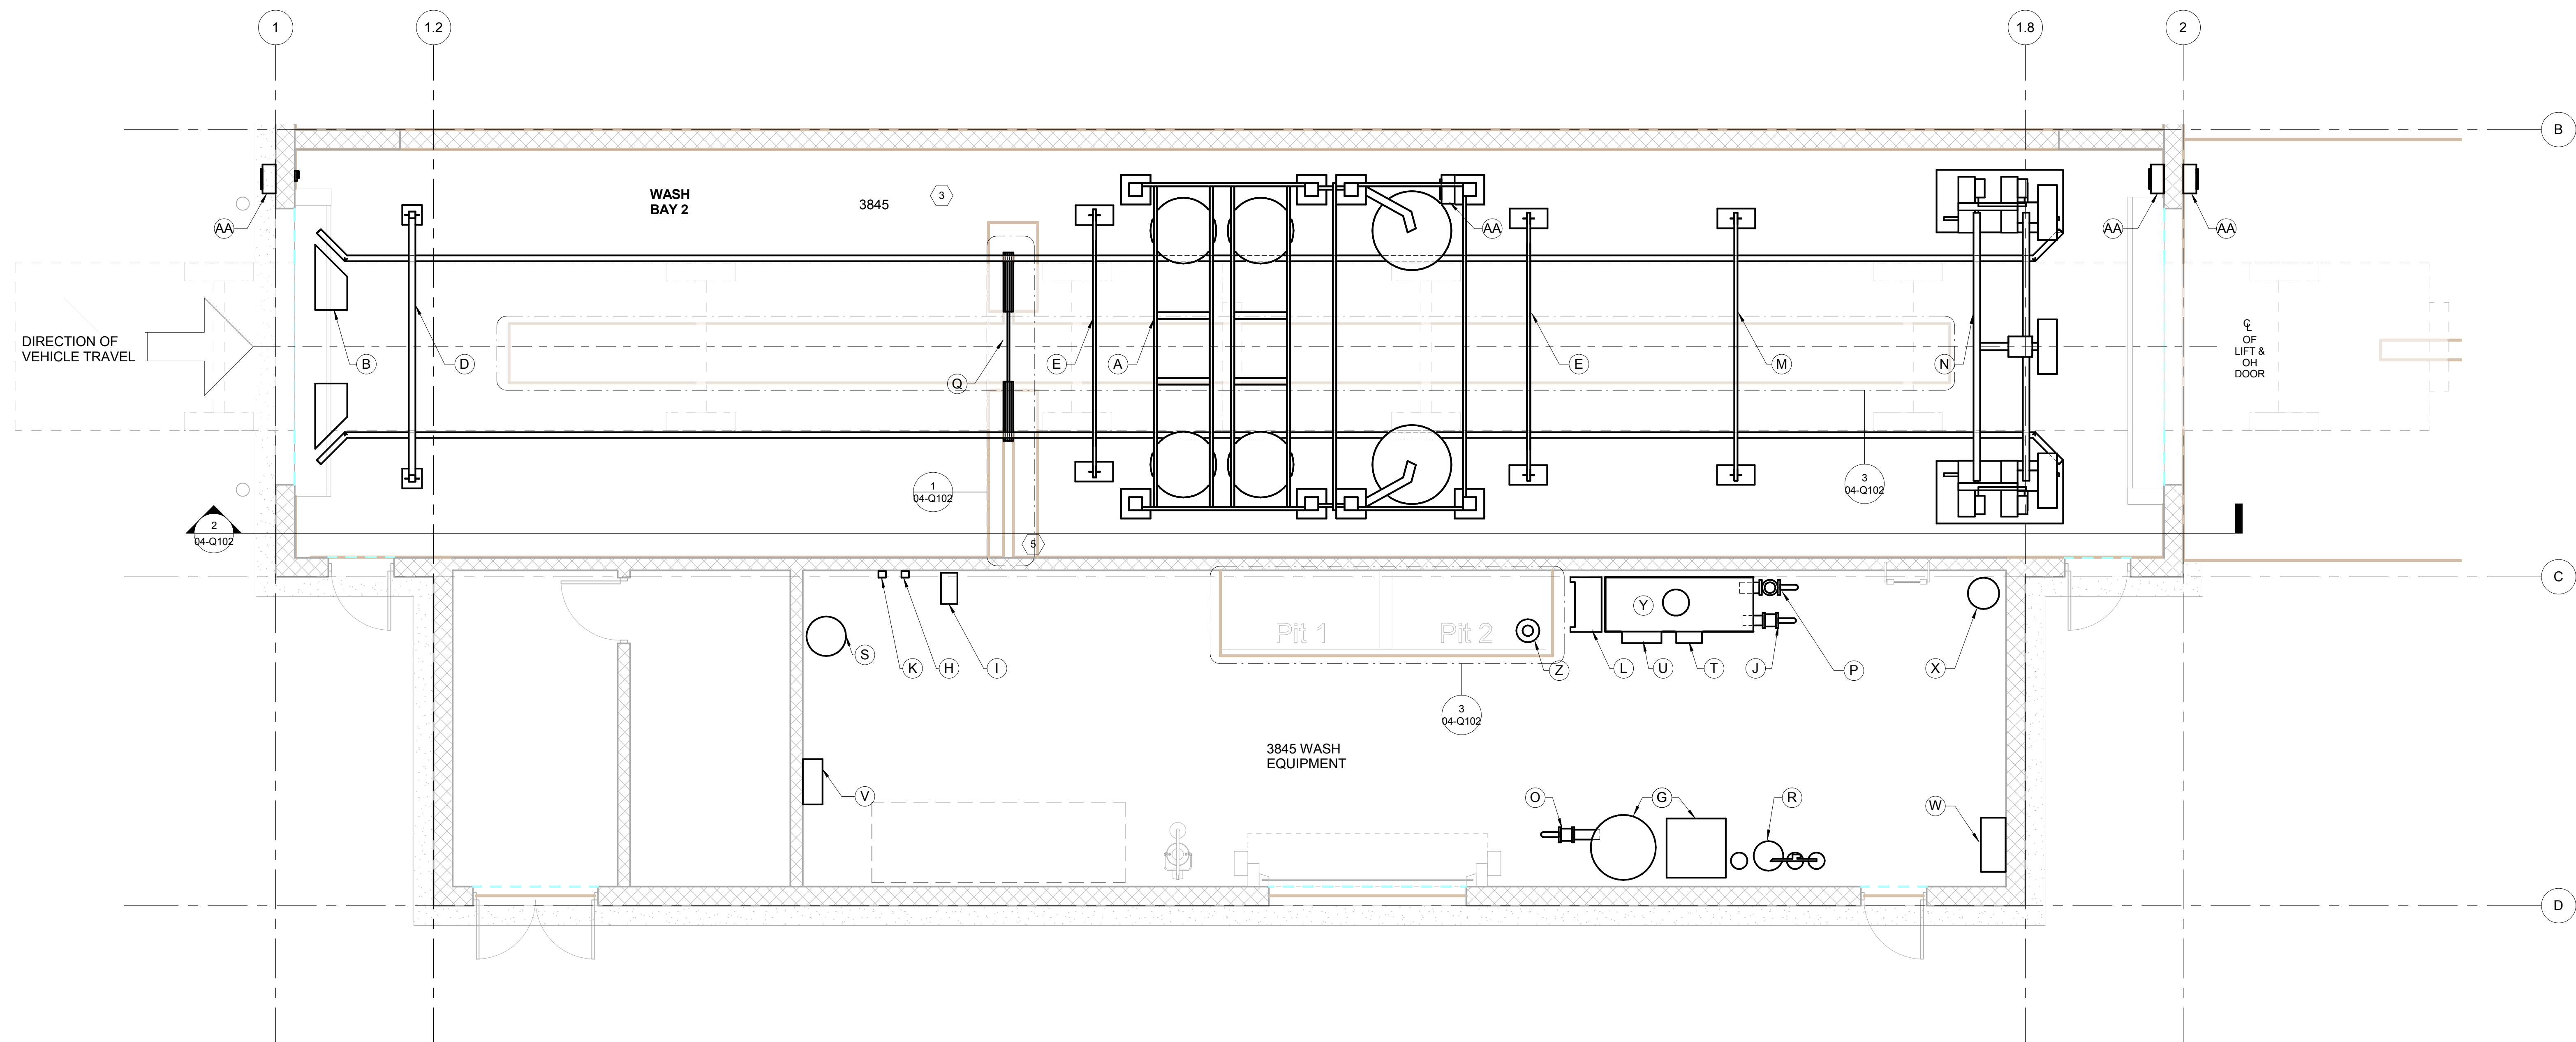 1
1.2
1.8
2
B
WASH
BAY 2
3845
3
AA
AA
AA
AA
DIRECTION OF
VEHICLE TRAVEL
B
D
Q
E
A
E
M
N
℄
OF
LIFT &
OH
DOOR
1
04-Q102
3
04-Q102
2
04-Q102
5
C
Pit 1
Pit 2
Y
S
K
H
I
Z
L
U
T
J
P
X
3
04-Q102
3845 WASH
EQUIPMENT
V
O
G
R
W
D